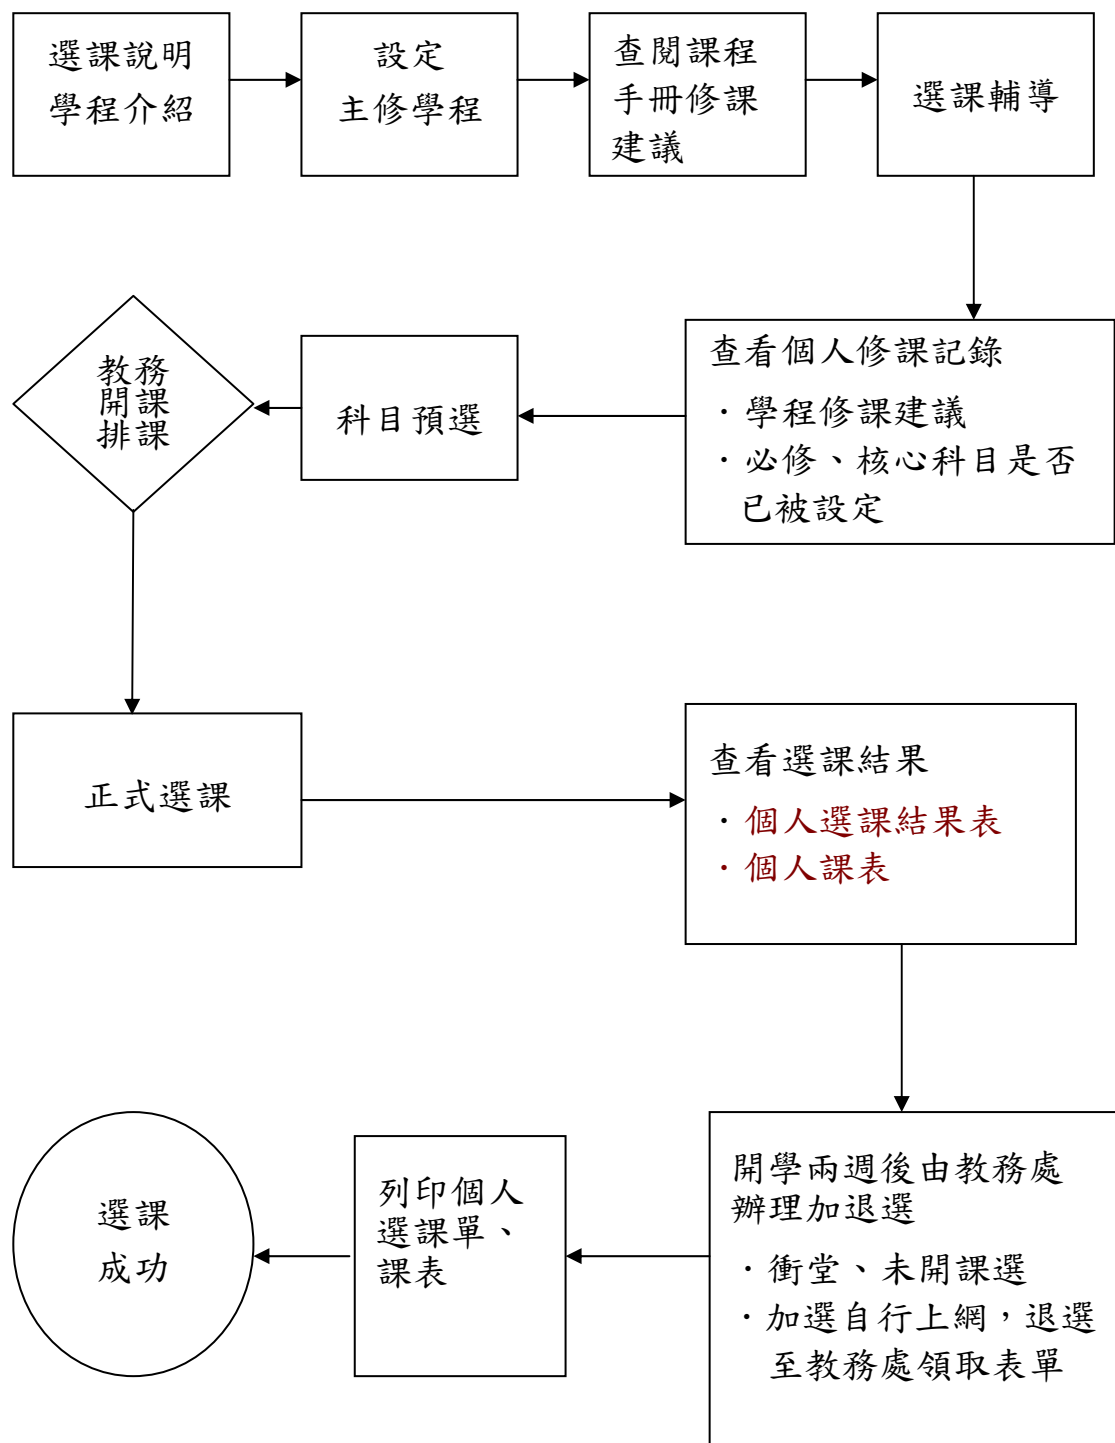 選課說明
學程介紹
設定
主修學程
查閱課程
手冊修課
建議
選課輔導
查看個人修課記錄
．學程修課建議
．必修、核心科目是否
已被設定
科目預選
教務
開課
排課
正式選課
查看選課結果
．個人選課結果表
．個人課表
開學兩週後由教務處
辦理加退選
．衝堂、未開課選
．加選自行上網，退選
至教務處領取表單
列印個人
選課單、
課表
選課
成功